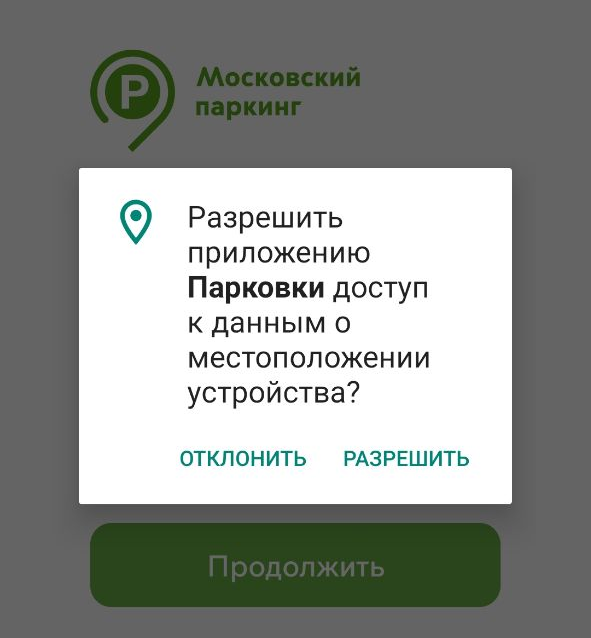 P
Московский
паркинг
Разрешить
приложению
Парковки доступ
к данным о
местоположении
устройства?
ОТКЛОНИТЬ РАЗРЕШИТЬ
Продолжить